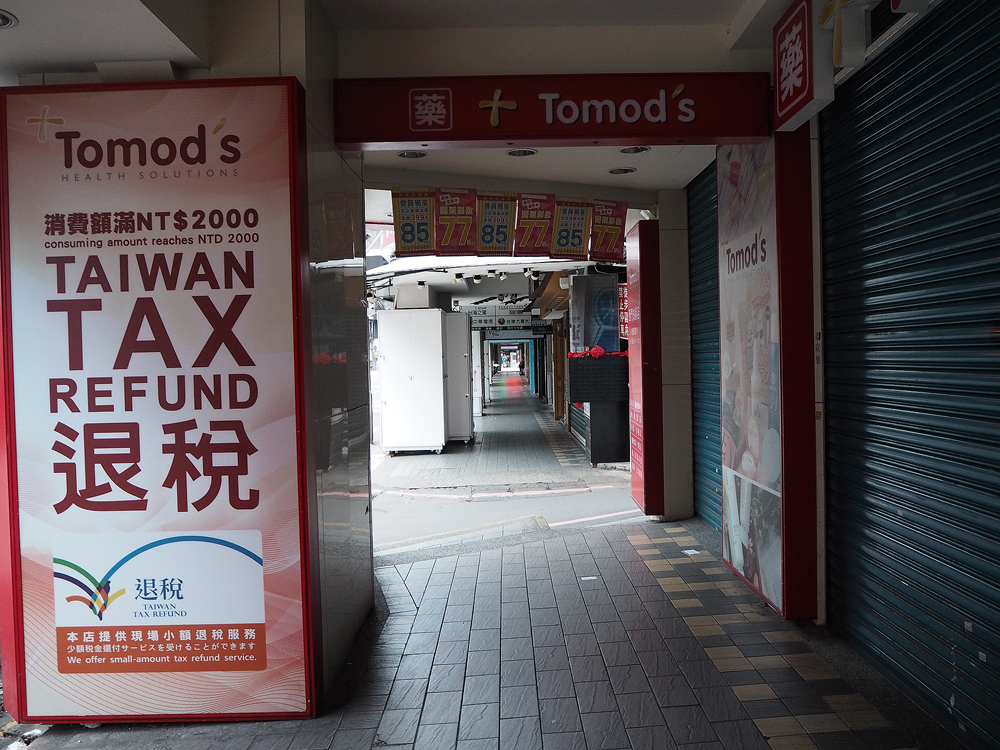 Tomod's
HEALTH SOLUTIONS
消費額滿NT$2000
consuming amount reaches NTD 2000
TAIWAN
TAX
REFUND
退稅
退稅
TAIWAN
TAX REFUND
本店提供現場小額退稅服務
少額税金還付サービスを受けることができます
We offer small-amount tax refund service.
藥 Tomod's
藥
85
77
85
77
85
77
Tomod's